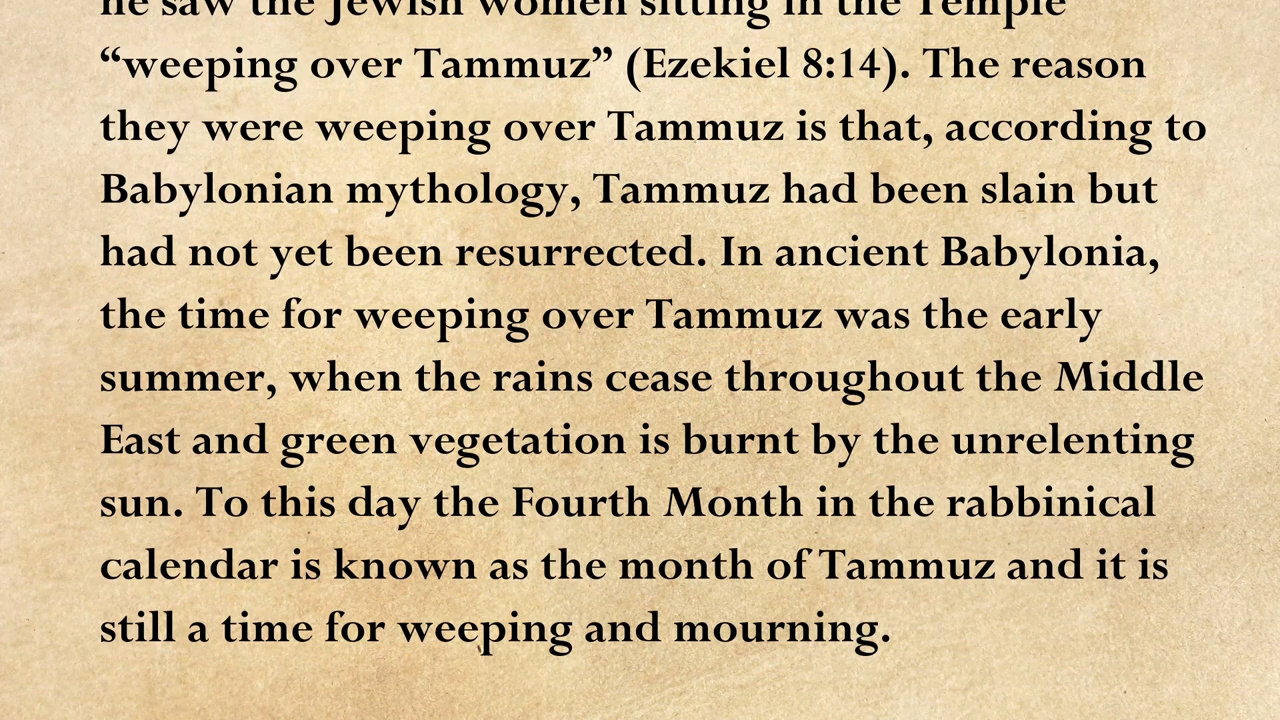 he saw the Jewish women sitting in the Temple
“weeping over Tammuz” (Ezekiel 8:14). The reason
they were weeping over Tammuz is that, according to
Babylonian mythology, Tammuz had been slain but
had not yet been resurrected. In ancient Babylonia,
the time for weeping over Tammuz was the early
summer, when the rains cease throughout the Middle
East and green vegetation is burnt by the unrelenting
sun. To this day the Fourth Month in the rabbinical
calendar is known as the month of Tammuz and it is
still a time for weeping and mourning.